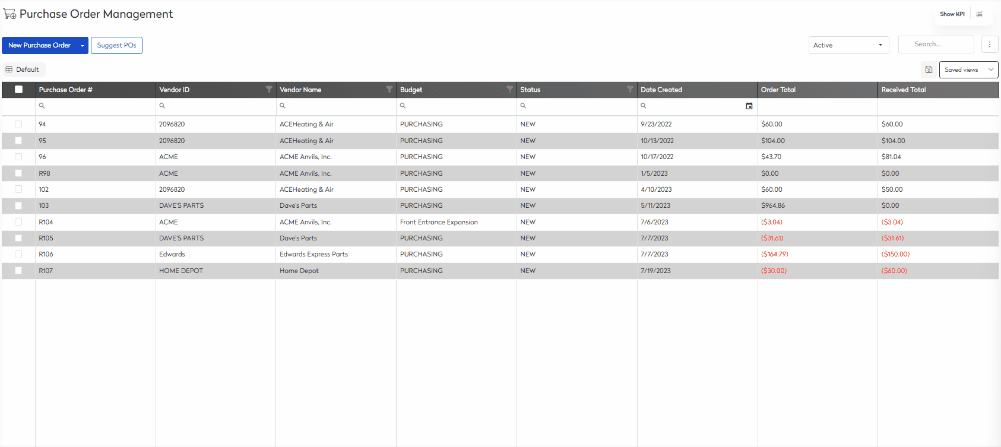 Purchase Order Management
Show KPI
New Purchase Order
Suggest POs
Active
Search...
Default
Saved views
Purchase Order # Vendor ID Vendor Name Budget Status Date Created Order Total Received Total
94 2096820 ACEHeating & Air PURCHASING NEW 9/23/2022 $60.00 $60.00
95 2096820 ACEHeating & Air PURCHASING NEW 10/13/2022 $104.00 $104.00
96 ACME ACME Anvils, Inc. PURCHASING NEW 10/17/2022 $43.70 $81.04
R98 ACME ACME Anvils, Inc. PURCHASING NEW 1/5/2023 $0.00 $0.00
102 2096820 ACEHeating & Air PURCHASING NEW 4/10/2023 $60.00 $50.00
103 DAVE'S PARTS Dave's Parts PURCHASING NEW 5/11/2023 $964.86 $0.00
R104 ACME ACME Anvils, Inc. Front Entrance Expansion NEW 7/6/2023 ($3.04) ($3.04)
R105 DAVE'S PARTS Dave's Parts PURCHASING NEW 7/7/2023 ($31.61) ($31.61)
R106 Edwards Edwards Express Parts PURCHASING NEW 7/7/2023 ($164.79) ($150.00)
R107 HOME DEPOT Home Depot PURCHASING NEW 7/19/2023 ($30.00) ($60.00)